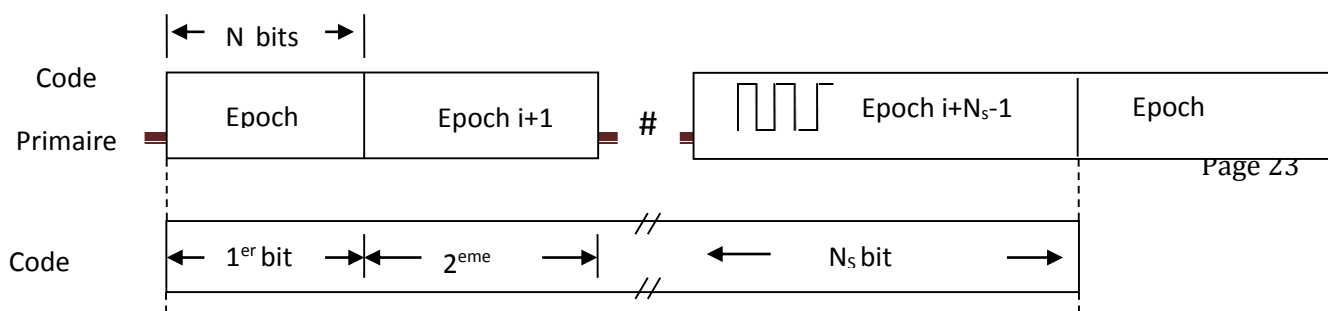 N bits
Code
Primaire
Epoch
Epoch i+1
#
Epoch i+Nₛ-1
Epoch
Page 23
Code
1ᵉʳ bit
2ᵉᵐᵉ
//
//
Nₛ bit